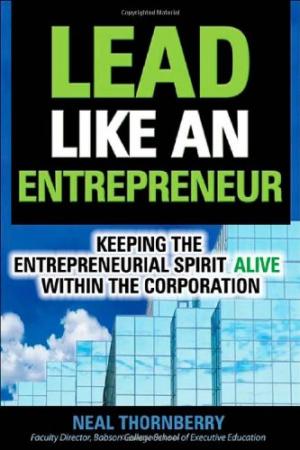 LEAD
LIKE AN
ENTREPRENEUR
KEEPING THE
ENTREPRENEURIAL SPIRIT ALIVE
WITHIN THE CORPORATION
NEAL THORNBERRY
Faculty Director, Babson College School of Executive Education